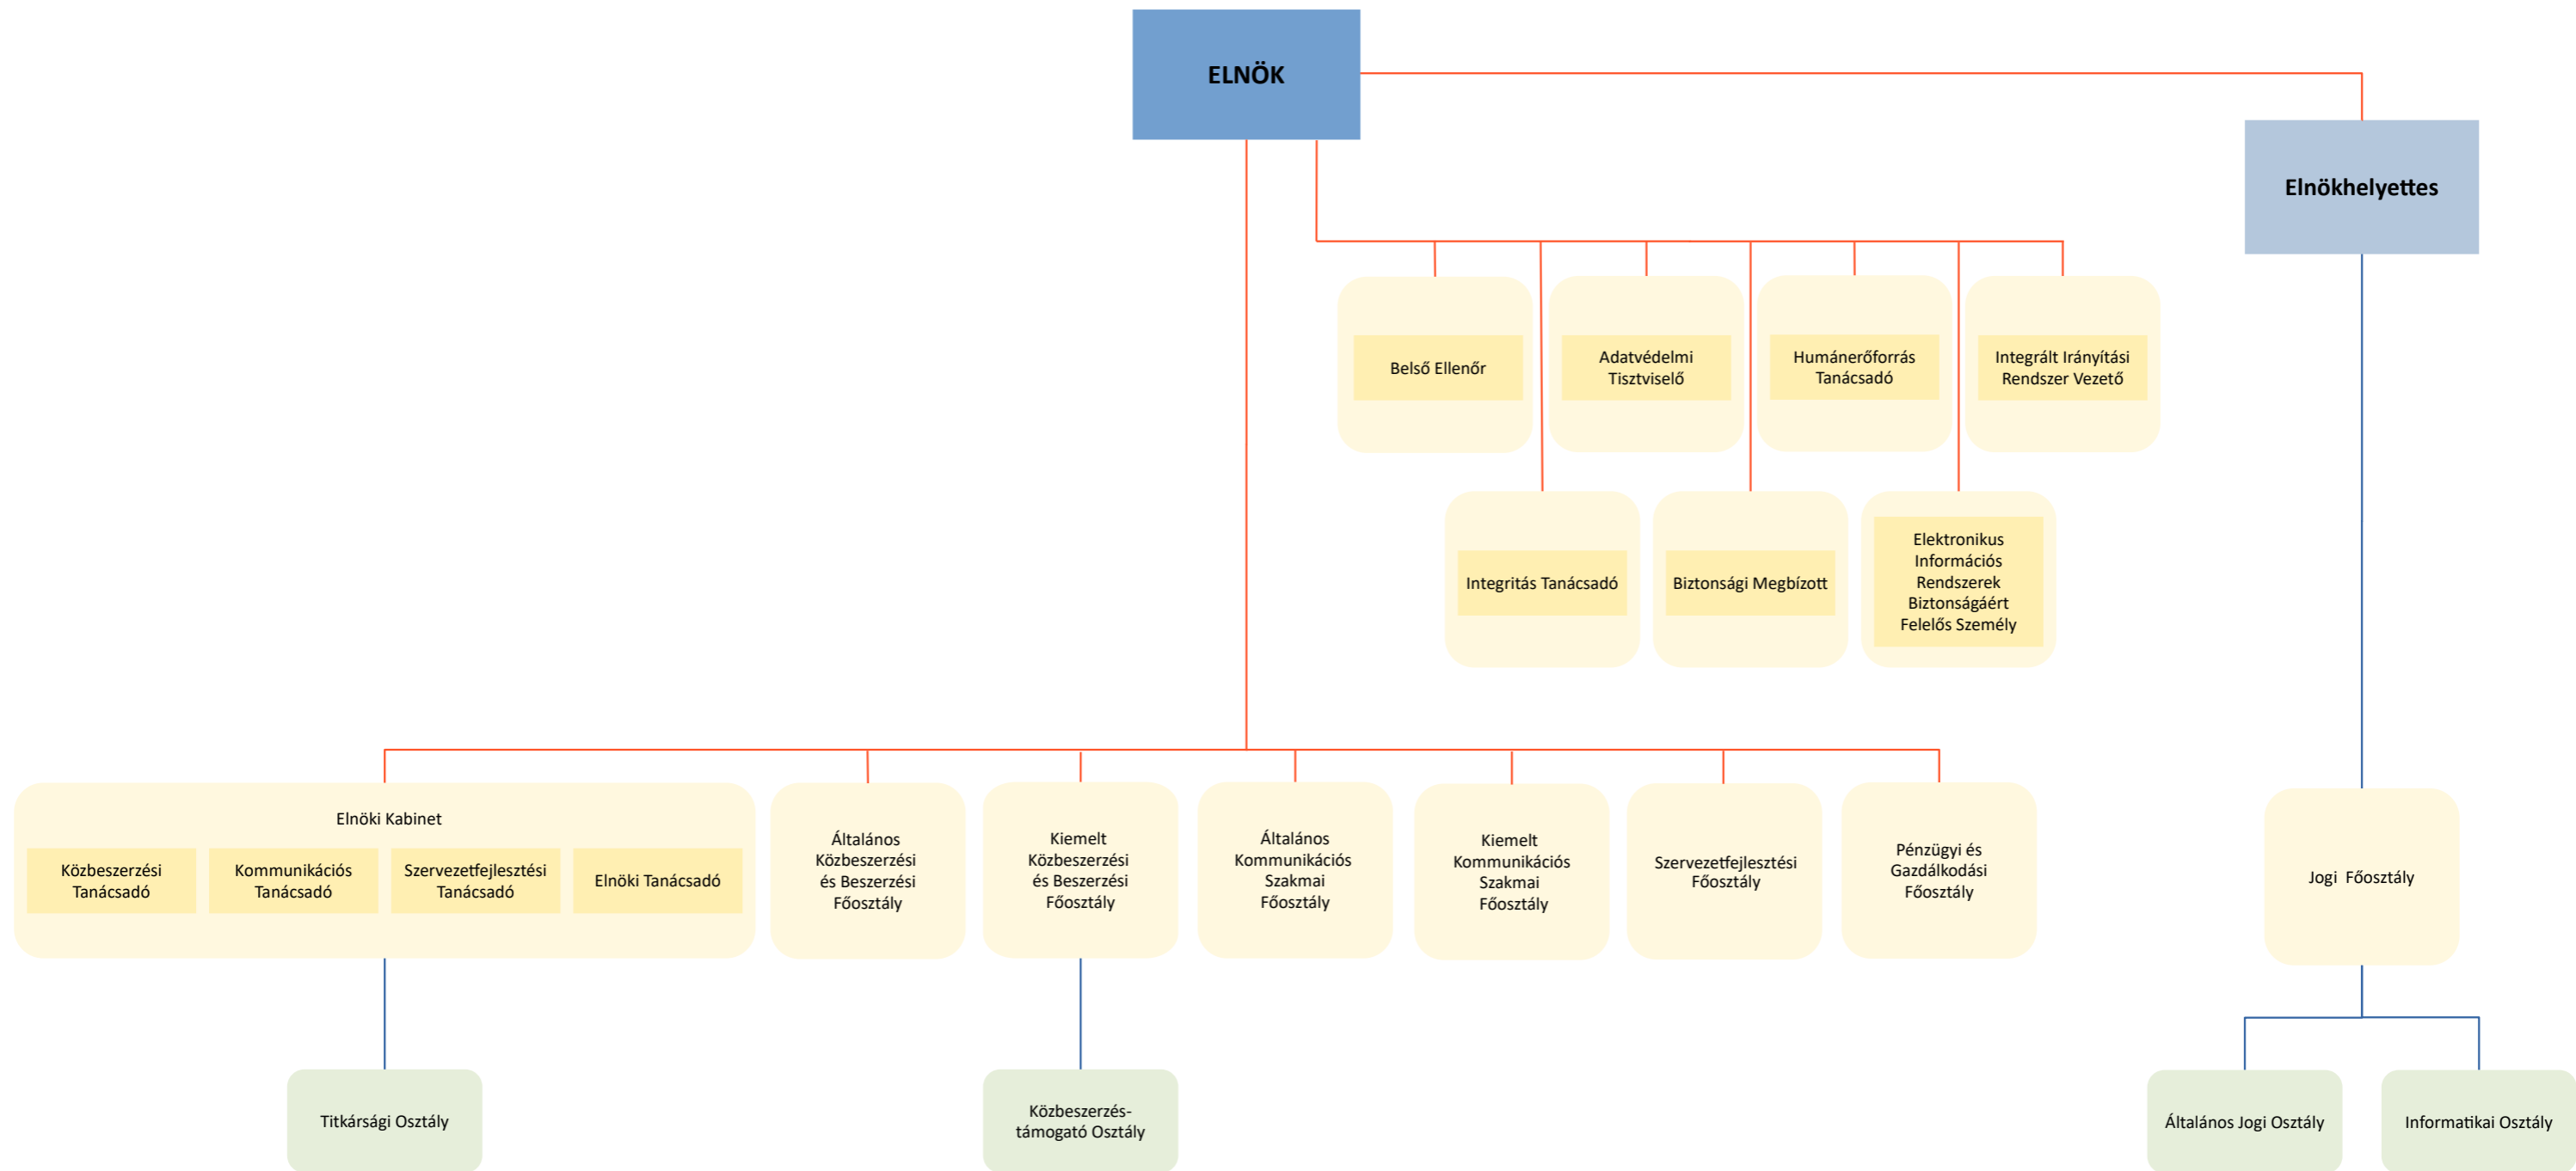 ELNÖK
Elnökhelyettes
Belső Ellenőr
Adatvédelmi
Tisztviselő
Humánerőforrás
Tanácsadó
Integrált Irányítási
Rendszer Vezető
Integritás Tanácsadó
Biztonsági Megbízott
Elektronikus
Információs
Rendszerek
Biztonságáért
Felelős Személy
Elnöki Kabinet
Közbeszerzési
Tanácsadó
Kommunikációs
Tanácsadó
Szervezetfejlesztési
Tanácsadó
Elnöki Tanácsadó
Általános
Közbeszerzési
és Beszerzési
Főosztály
Kiemelt
Közbeszerzési
és Beszerzési
Főosztály
Általános
Kommunikációs
Szakmai
Főosztály
Kiemelt
Kommunikációs
Szakmai
Főosztály
Szervezetfejlesztési
Főosztály
Pénzügyi és
Gazdálkodási
Főosztály
Jogi Főosztály
Titkársági Osztály
Közbeszerzés-
támogató Osztály
Általános Jogi Osztály
Informatikai Osztály